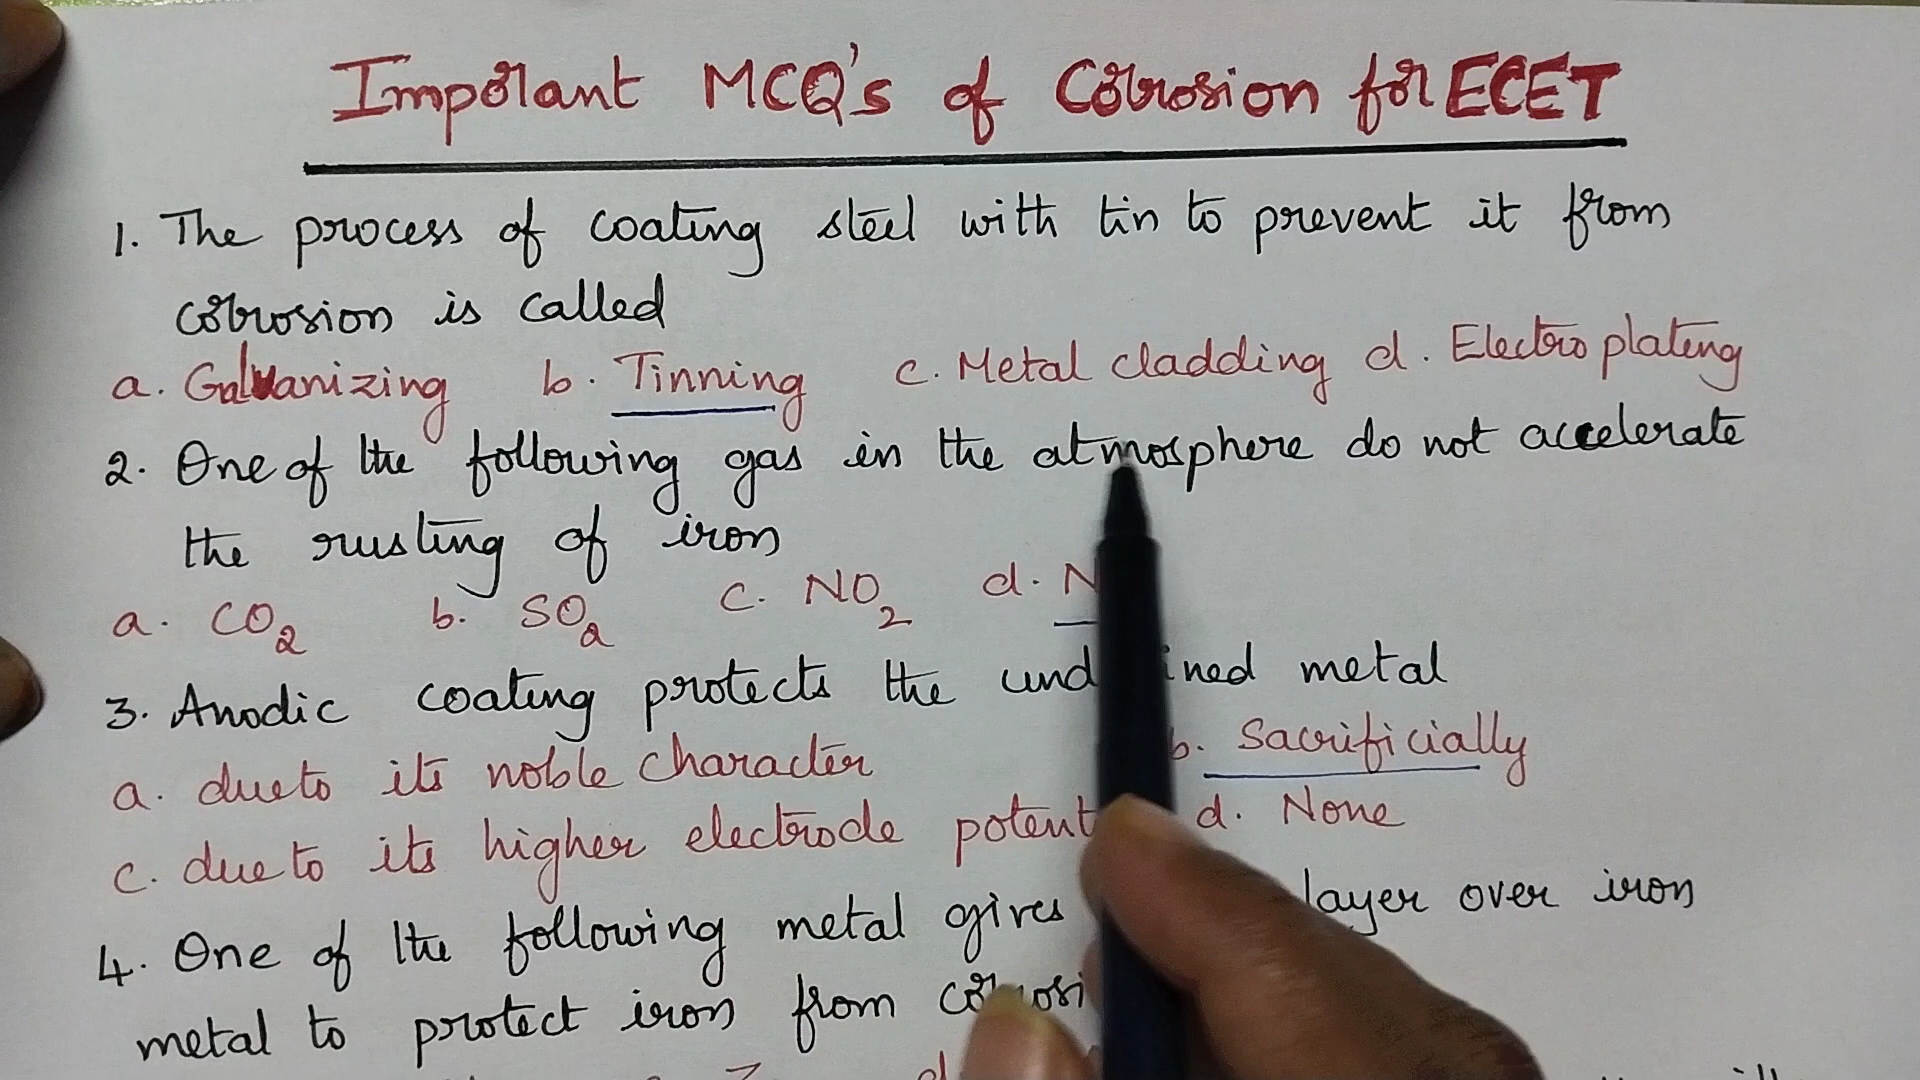 Imporant MCQ's of Corrosion for ECET
1. The process of coating steel with tin to prevent it from
corrosion is called
a. Galvanizing b. Tinning c. Metal cladding d. Electroplating
2. One of the following gas in the atmosphere do not accelerate
the rusting of iron
a. CO2 b. SO2 c. NO2 d. N
3. Anodic coating protects the metal
a. due to its noble character b. Sacrificially
c. due to its higher electrode d. None
4. One of the following metal gives layer over iron
metal to protect iron from